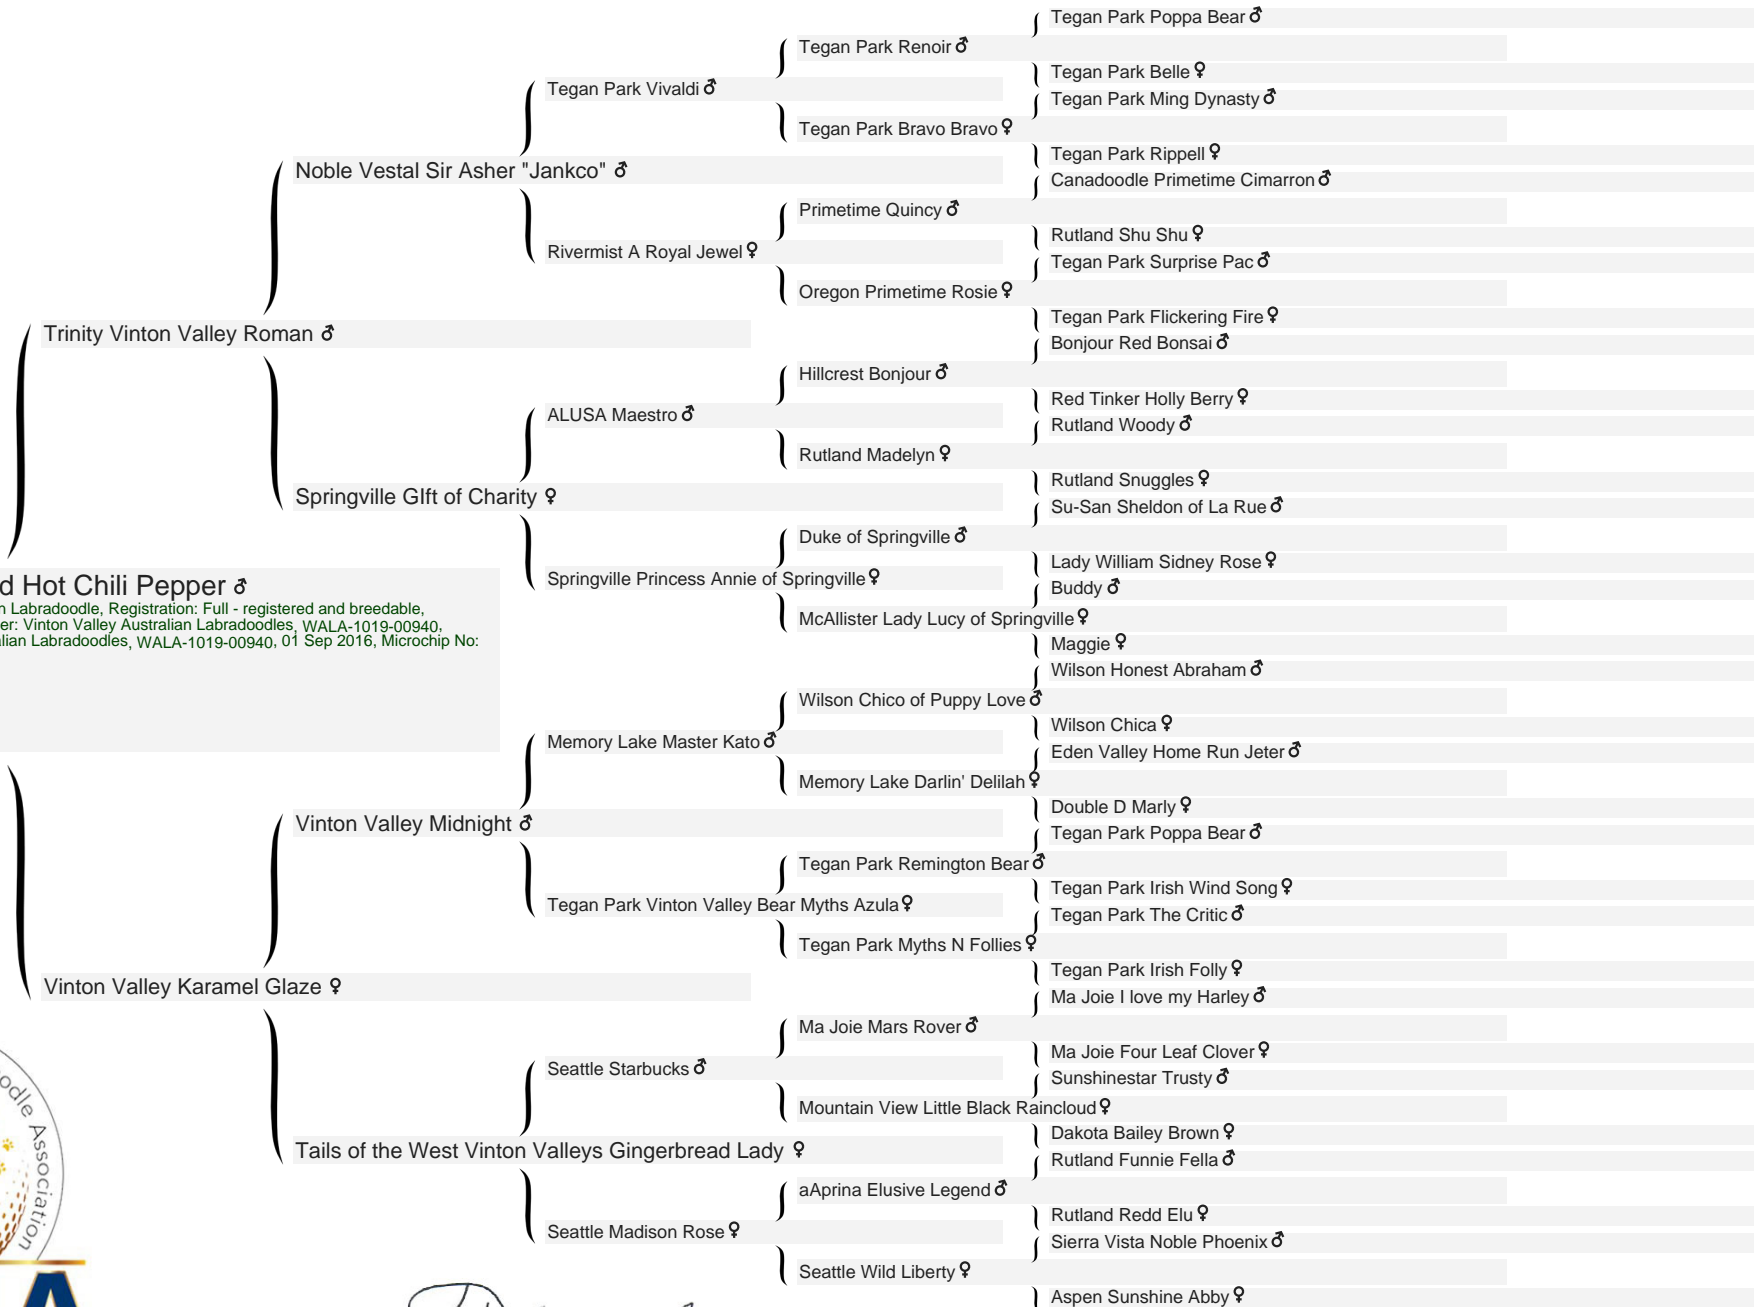 Tegan Park Poppa Bear ♂
Tegan Park Renoir ♂
Tegan Park Belle ♀
Tegan Park Vivaldi ♂
Tegan Park Ming Dynasty ♂
Tegan Park Bravo Bravo ♀
Tegan Park Rippell ♀
Noble Vestal Sir Asher "Jankco" ♂
Canadoodle Primetime Cimarron ♂
Primetime Quincy ♂
Rutland Shu Shu ♀
Rivermist A Royal Jewel ♀
Tegan Park Surprise Pac ♂
Oregon Primetime Rosie ♀
Tegan Park Flickering Fire ♀
Trinity Vinton Valley Roman ♂
Bonjour Red Bonsai ♂
Hillcrest Bonjour ♂
Red Tinker Holly Berry ♀
ALUSA Maestro ♂
Rutland Woody ♂
Rutland Madelyn ♀
Rutland Snuggles ♀
Springville GIft of Charity ♀
Su-San Sheldon of La Rue ♂
Duke of Springville ♂
Lady William Sidney Rose ♀
Springville Princess Annie of Springville ♀
Buddy ♂
McAllister Lady Lucy of Springville ♀
Maggie ♀
d Hot Chili Pepper ♂
n Labradoodle, Registration: Full - registered and breedable,
er: Vinton Valley Australian Labradoodles, WALA-1019-00940,
lian Labradoodles, WALA-1019-00940, 01 Sep 2016, Microchip No:
Wilson Honest Abraham ♂
Wilson Chico of Puppy Love ♂
Wilson Chica ♀
Memory Lake Master Kato ♂
Eden Valley Home Run Jeter ♂
Memory Lake Darlin' Delilah ♀
Double D Marly ♀
Vinton Valley Midnight ♂
Tegan Park Poppa Bear ♂
Tegan Park Remington Bear ♂
Tegan Park Irish Wind Song ♀
Tegan Park Vinton Valley Bear Myths Azula ♀
Tegan Park The Critic ♂
Tegan Park Myths N Follies ♀
Tegan Park Irish Folly ♀
Vinton Valley Karamel Glaze ♀
Ma Joie I love my Harley ♂
Ma Joie Mars Rover ♂
Ma Joie Four Leaf Clover ♀
Seattle Starbucks ♂
Sunshinestar Trusty ♂
Mountain View Little Black Raincloud ♀
Dakota Bailey Brown ♀
Tails of the West Vinton Valleys Gingerbread Lady ♀
Rutland Funnie Fella ♂
aAprina Elusive Legend ♂
Rutland Redd Elu ♀
Seattle Madison Rose ♀
Sierra Vista Noble Phoenix ♂
Seattle Wild Liberty ♀
Aspen Sunshine Abby ♀
odle Association
A